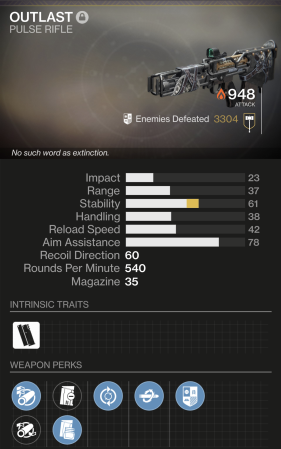 OUTLAST
PULSE RIFLE
948
ATTACK
Enemies Defeated 3304
No such word as extinction.
Impact 23
Range 37
Stability 61
Handling 38
Reload Speed 42
Aim Assistance 78
Recoil Direction 60
Rounds Per Minute 540
Magazine 35
INTRINSIC TRAITS
WEAPON PERKS